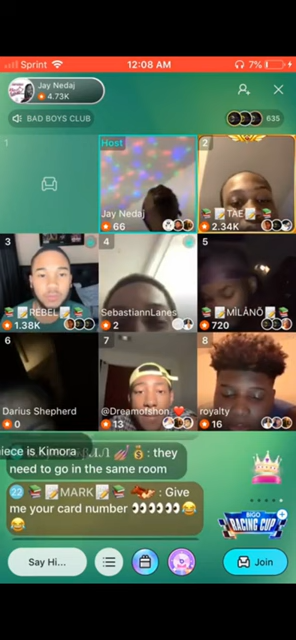 Sprint 12:08 AM 7%
Jay Nedaj
4.73K
BAD BOYS CLUB
635
1
Host
Jay Nedaj
66
2
TAE
2.34K
3
REBEL
1.38K
4
SebastiannLanes
2
5
MÌLÀNÕ
720
6
Darius Shepherd
0
7
@Dreamofshon
13
8
royalty
16
iece is Kimora
: they
need to go in the same room
22 MARK : Give
me your card number 👀👀👀😂
😂
BIGO
RACING CUP
Say Hi...
Join